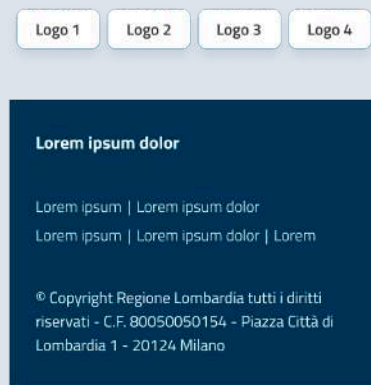 Logo 1 Logo 2 Logo 3 Logo 4
Lorem ipsum dolor
Lorem ipsum | Lorem ipsum dolor
Lorem ipsum | Lorem ipsum dolor | Lorem
© Copyright Regione Lombardia tutti i diritti
riservati - C.F. 80050050154 - Piazza Città di
Lombardia 1 - 20124 Milano